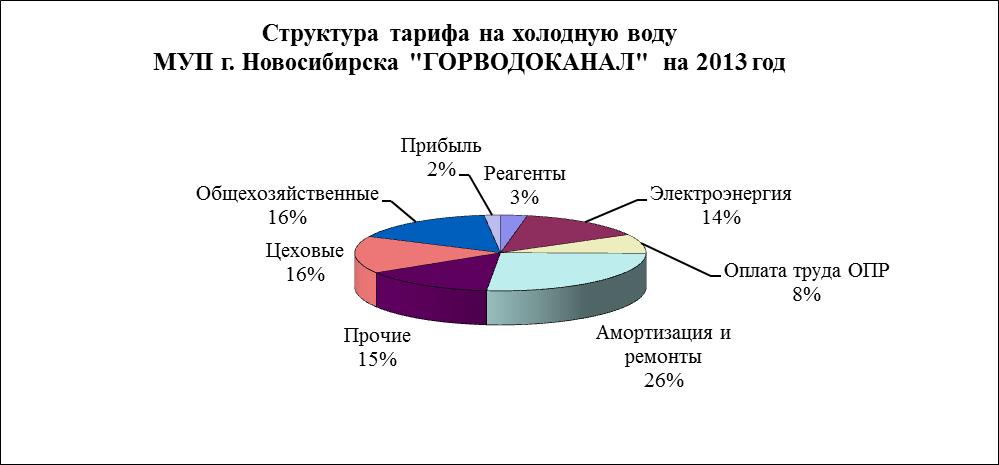 Структура тарифа на холодную воду
МУП г. Новосибирска "ГОРВОДОКАНАЛ" на 2013 год
Прибыль
2%
Реагенты
3%
Электроэнергия
14%
Общехозяйственные
16%
Цеховые
16%
Оплата труда ОПР
8%
Прочие
15%
Амортизация и
ремонты
26%